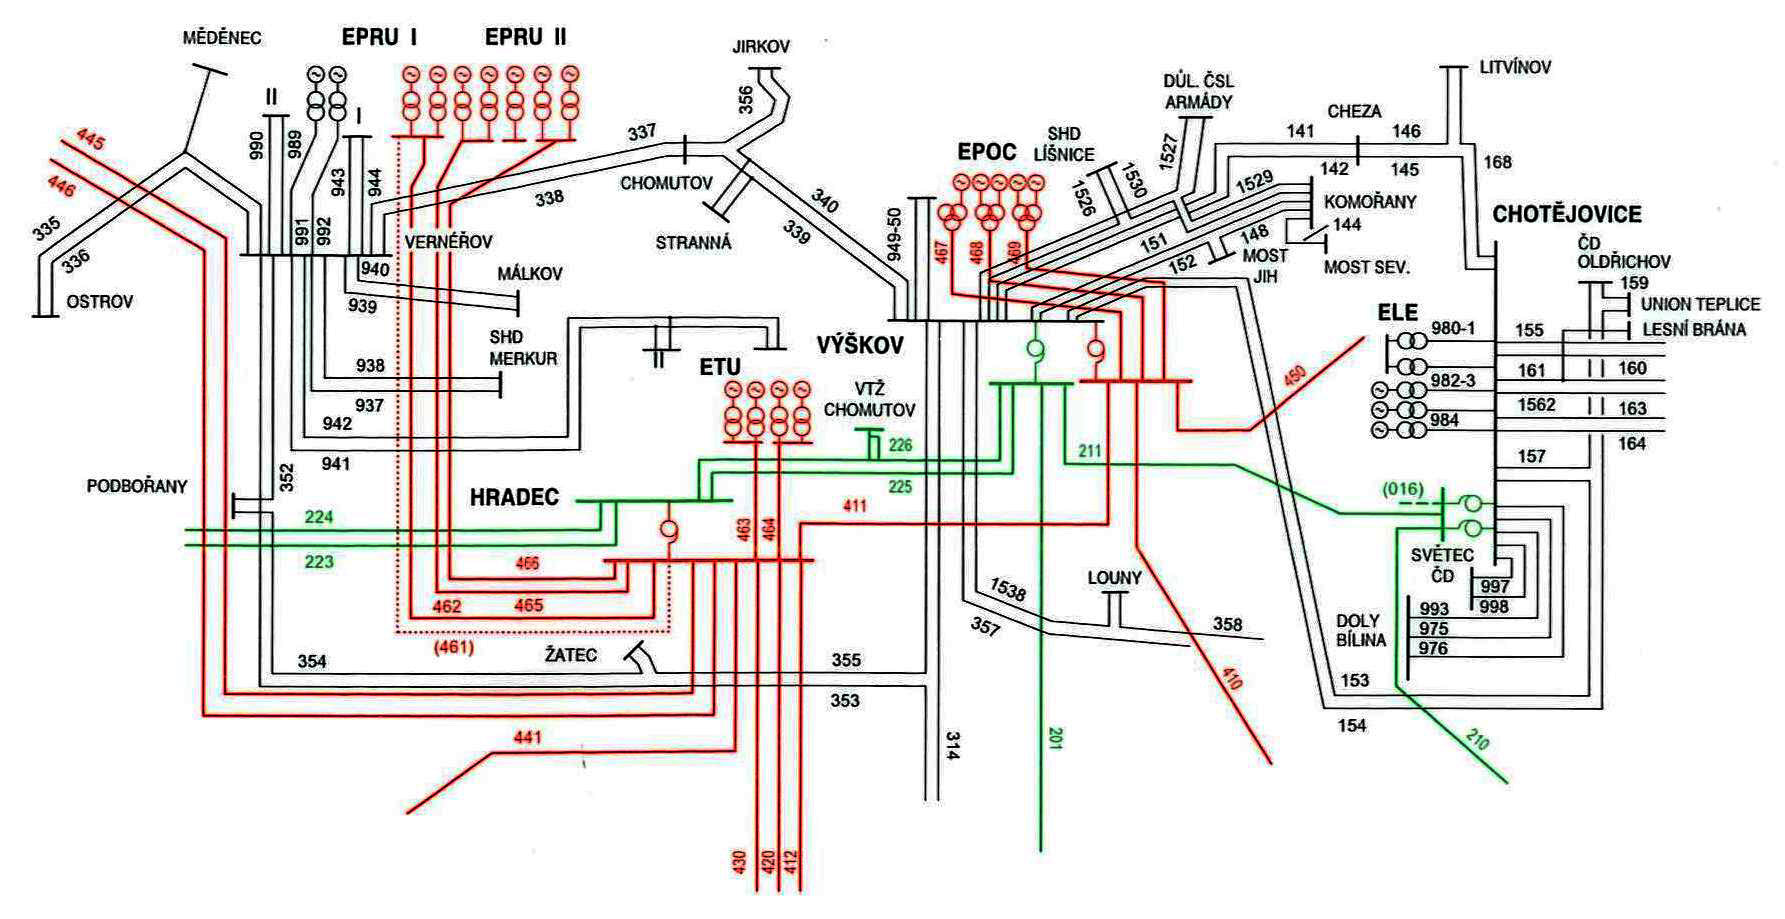 MĚDĚNEC
EPRU I
EPRU II
JIRKOV
LITVÍNOV
DŮL. ČSL
ARMÁDY
CHEZA
II
I
990
989
943
944
991
992
356
337
338
CHOMUTOV
STRANNÁ
340
339
949-50
EPOC
SHD
LÍŠNICE
1526
1530
1527
141
146
142
145
168
1529
KOMOŘANY
144
148
151
152
MOST
JIH
MOST SEV.
467
468
469
CHOTĚJOVICE
ČD
OLDŘICHOV
159
UNION TEPLICE
LESNÍ BRÁNA
445
446
335
336
OSTROV
VERNÉŘOV
940
939
MÁLKOV
SHD
MERKUR
938
937
942
941
II
VÝŠKOV
ETU
VTŽ
CHOMUTOV
226
225
211
450
ELE
980-1
982-3
984
155
161
160
1562
163
164
157
PODBOŘANY
352
224
223
HRADEC
463
464
411
(016)
SVĚTEC
ČD
997
998
993
975
976
DOLY
BÍLINA
466
462
465
(461)
LOUNY
1538
357
358
354
ŽATEC
355
353
153
154
410
210
441
314
201
430
420
412